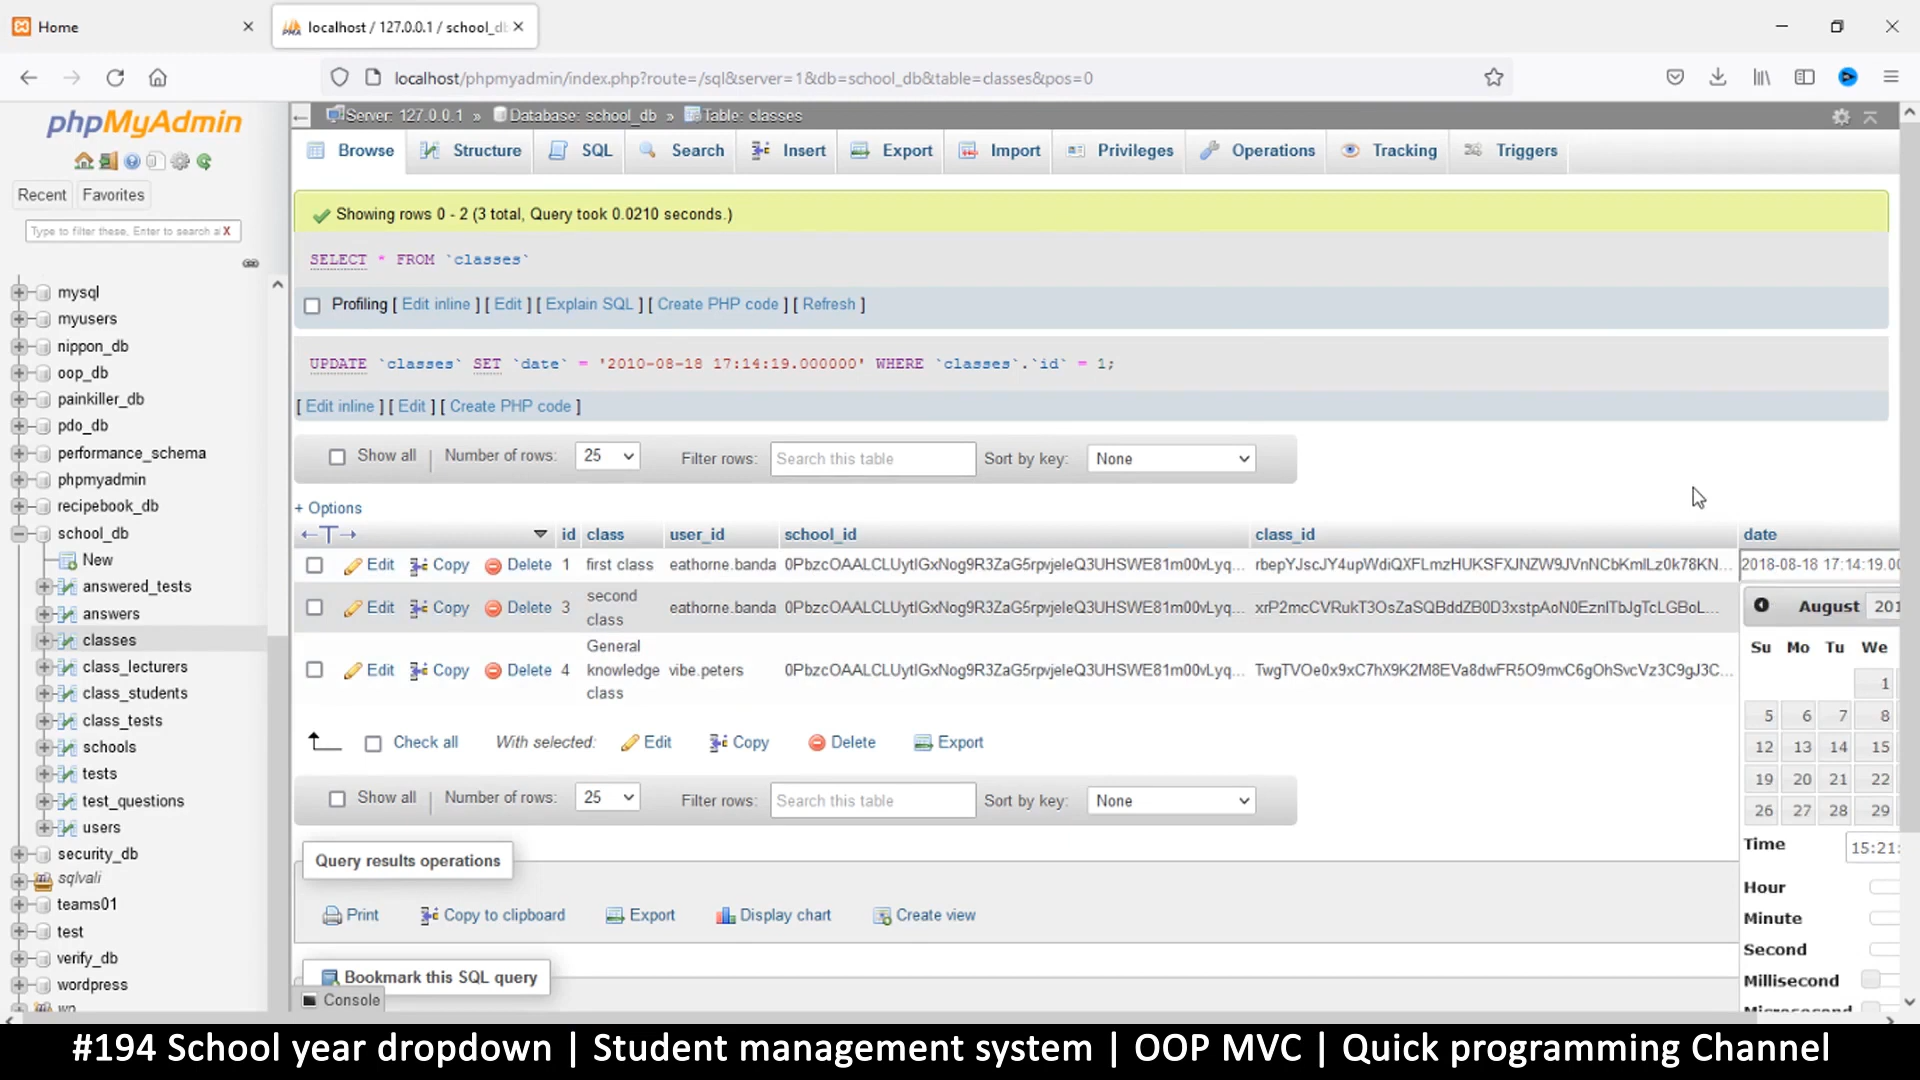 Home
localhost / 127.0.0.1 / school_db
localhost/phpmyadmin/index.php?route=/sql&server=1&db=school_db&table=classes&pos=0
phpMyAdmin
Recent Favorites
Type to filter these, Enter to search a X
mysql
myusers
nippon_db
oop_db
painkiller_db
pdo_db
performance_schema
phpmyadmin
recipebook_db
school_db
New
answered_tests
answers
classes
class_lecturers
class_students
class_tests
schools
tests
test_questions
users
security_db
sqlvali
teams01
test
verify_db
wordpress
wp
Server: 127.0.0.1 » Database: school_db » Table: classes
Browse Structure SQL Search Insert Export Import Privileges Operations Tracking Triggers
Showing rows 0 - 2 (3 total, Query took 0.0210 seconds.)
SELECT * FROM `classes`
Profiling [ Edit inline ] [ Edit ] [ Explain SQL ] [ Create PHP code ] [ Refresh ]
UPDATE `classes` SET `date` = '2010-08-18 17:14:19.000000' WHERE `classes`.`id` = 1;
[ Edit inline ] [ Edit ] [ Create PHP code ]
Show all | Number of rows: 25 Filter rows: Search this table Sort by key: None
+ Options
id class user_id school_id class_id date
Edit Copy Delete 1 first class eathorne.banda 2018-08-18 17:14:19.00
Edit Copy Delete 3 second class eathorne.banda
Edit Copy Delete 4 General knowledge class vibe.peters
August 201
Su Mo Tu We
1
5 6 7 8
12 13 14 15
19 20 21 22
26 27 28 29
Time 15:21:
Hour
Minute
Second
Millisecond
Microsecond
Check all With selected: Edit Copy Delete Export
Show all | Number of rows: 25 Filter rows: Search this table Sort by key: None
Query results operations
Print Copy to clipboard Export Display chart Create view
Bookmark this SQL query
Console
#194 School year dropdown | Student management system | OOP MVC | Quick programming Channel